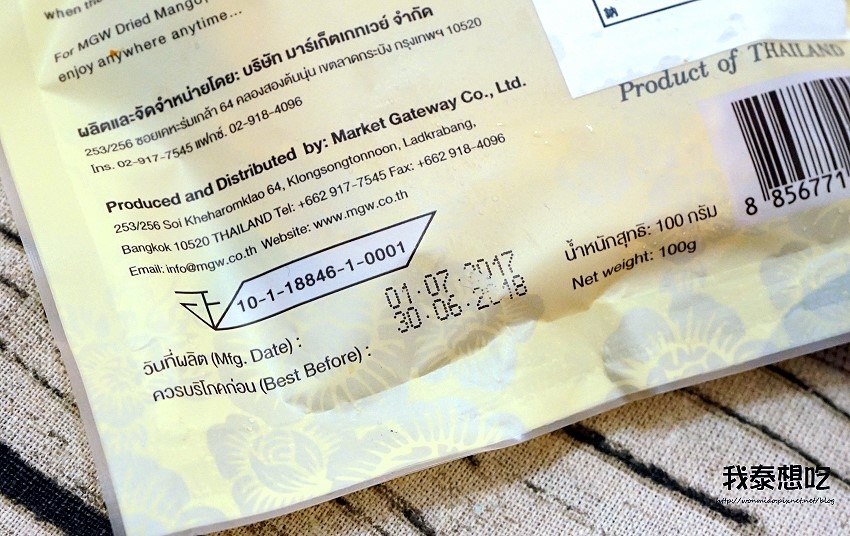 when the
For MGW Dried Mango,
enjoy anywhere anytime...
ผลิตและจัดจำหน่ายโดย: บริษัท มาร์เก็ตเกทเวย์ จำกัด
253/256 ซอยเคหะร่มเกล้า 64 คลองสองต้นนุ่น เขตลาดกระบัง กรุงเทพฯ 10520
โทร. 02-917-7545 แฟกซ์. 02-918-4096
Produced and Distributed by: Market Gateway Co., Ltd.
253/256 Soi Kheharomklao 64, Klongsongtonnoon, Ladkrabang,
Bangkok 10520 THAILAND Tel: +662 917-7545 Fax: +662 918-4096
Email: info@mgw.co.th Website: www.mgw.co.th
10-1-18846-1-0001
01.07.2017
30.06.2018
วันที่ผลิต (Mfg. Date) :
ควรบริโภคก่อน (Best Before) :
Product of THAILAND
8 856771
น้ำหนักสุทธิ: 100 กรัม
Net weight: 100g
我泰想吃
http://wonmido.pixnet.net/blog